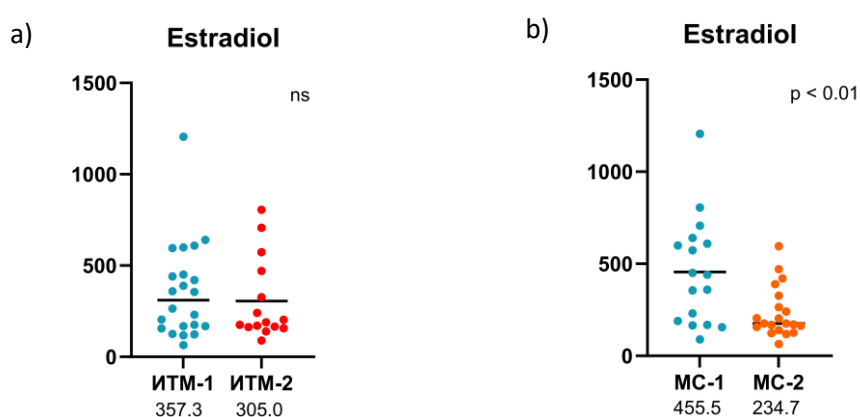 a)
Estradiol
ns
1500
1000
500
0
ИТМ-1 ИТМ-2
357.3 305.0
b)
Estradiol
p < 0.01
1500
1000
500
0
МС-1 МС-2
455.5 234.7